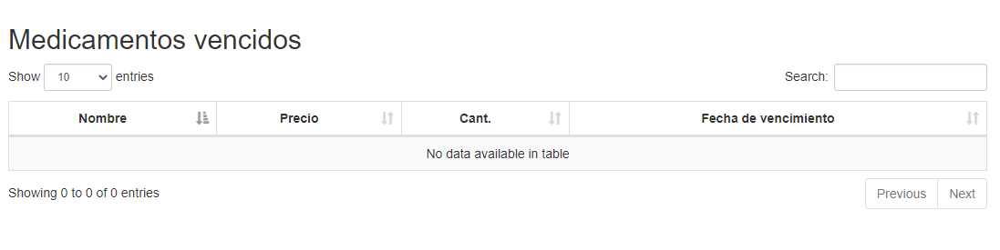 Medicamentos vencidos
Show 10 entries Search:
Nombre Precio Cant. Fecha de vencimiento
No data available in table
Showing 0 to 0 of 0 entries Previous Next